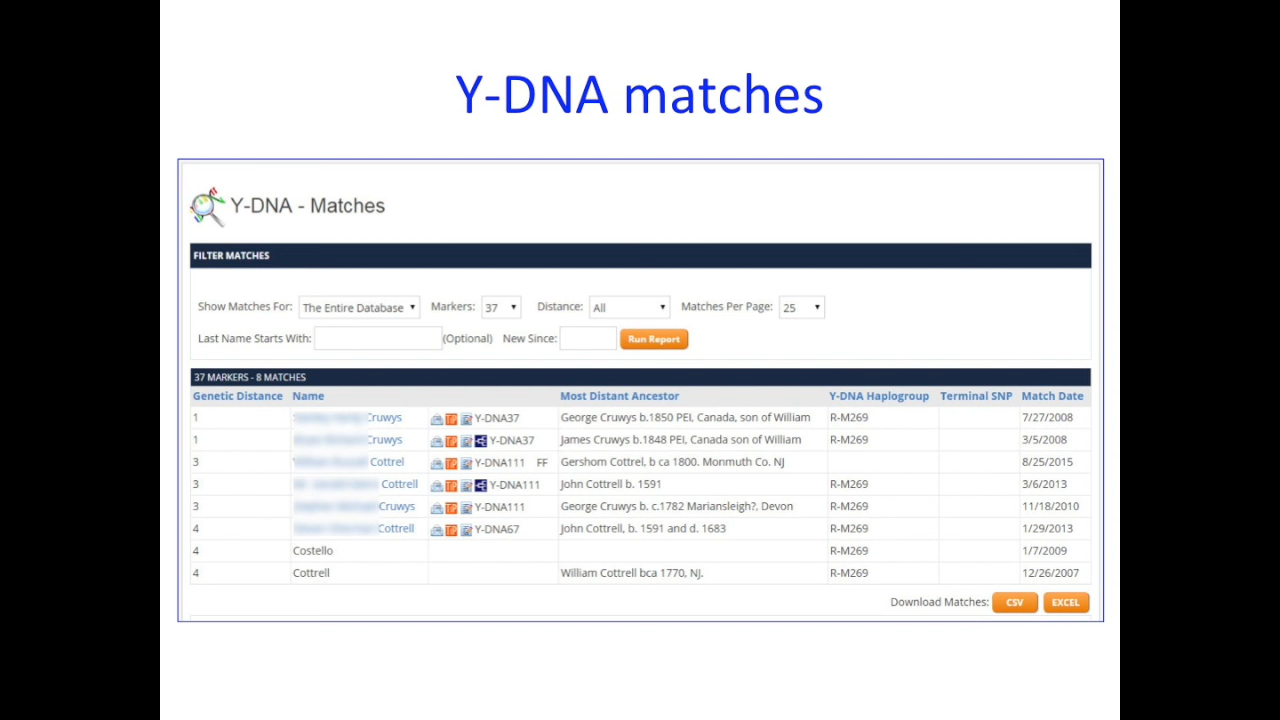 Y-DNA matches
Y-DNA - Matches
FILTER MATCHES
Show Matches For: The Entire Database Markers: 37 Distance: All Matches Per Page: 25
Last Name Starts With: (Optional) New Since: Run Report
37 MARKERS - 8 MATCHES
Genetic Distance Name Most Distant Ancestor Y-DNA Haplogroup Terminal SNP Match Date
1 Cruwys Y-DNA37 George Cruwys b.1850 PEI, Canada, son of William R-M269 7/27/2008
1 Cruwys Y-DNA37 James Cruwys b.1848 PEI, Canada son of William R-M269 3/5/2008
3 Cottrel Y-DNA111 FF Gershom Cottrel, b ca 1800. Monmuth Co. NJ 8/25/2015
3 Cottrell Y-DNA111 John Cottrell b. 1591 R-M269 3/6/2013
3 Cruwys Y-DNA111 George Cruwys b. c.1782 Mariansleigh?, Devon R-M269 11/18/2010
4 Cottrell Y-DNA67 John Cottrell, b. 1591 and d. 1683 R-M269 1/29/2013
4 Costello R-M269 1/7/2009
4 Cottrell William Cottrell bca 1770, NJ. R-M269 12/26/2007
Download Matches: CSV EXCEL